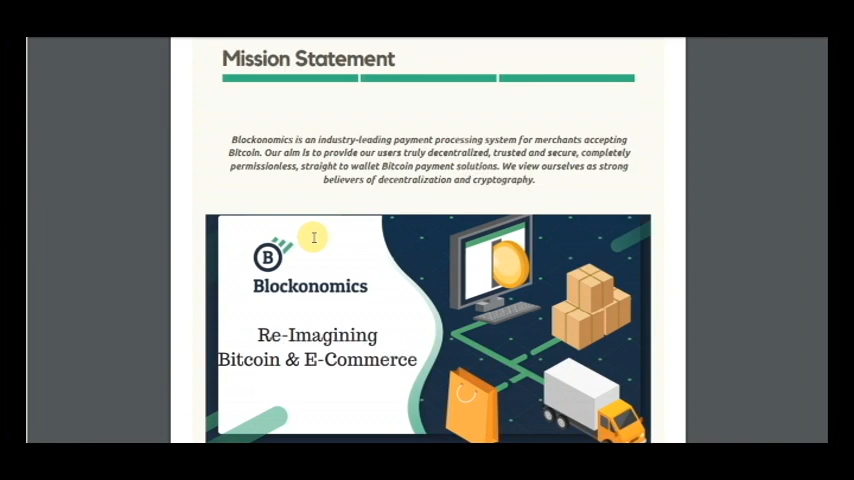 Mission Statement
Blockonomics is an industry-leading payment processing system for merchants accepting
Bitcoin. Our aim is to provide our users truly decentralized, trusted and secure, completely
permissionless, straight to wallet Bitcoin payment solutions. We view ourselves as strong
believers of decentralization and cryptography.
B
Blockonomics
Re-Imagining
Bitcoin & E-Commerce